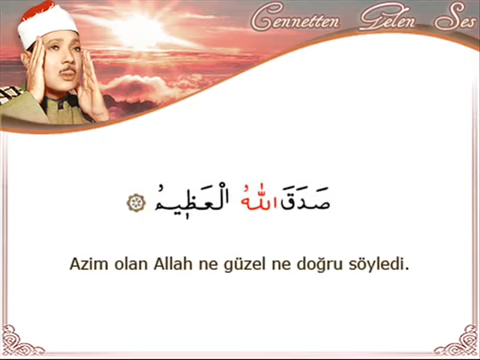 Cennetten Gelen Ses
صَدَقَ اللّٰهُ الْعَظٖيمُ ۞
Azim olan Allah ne güzel ne doğru söyledi.